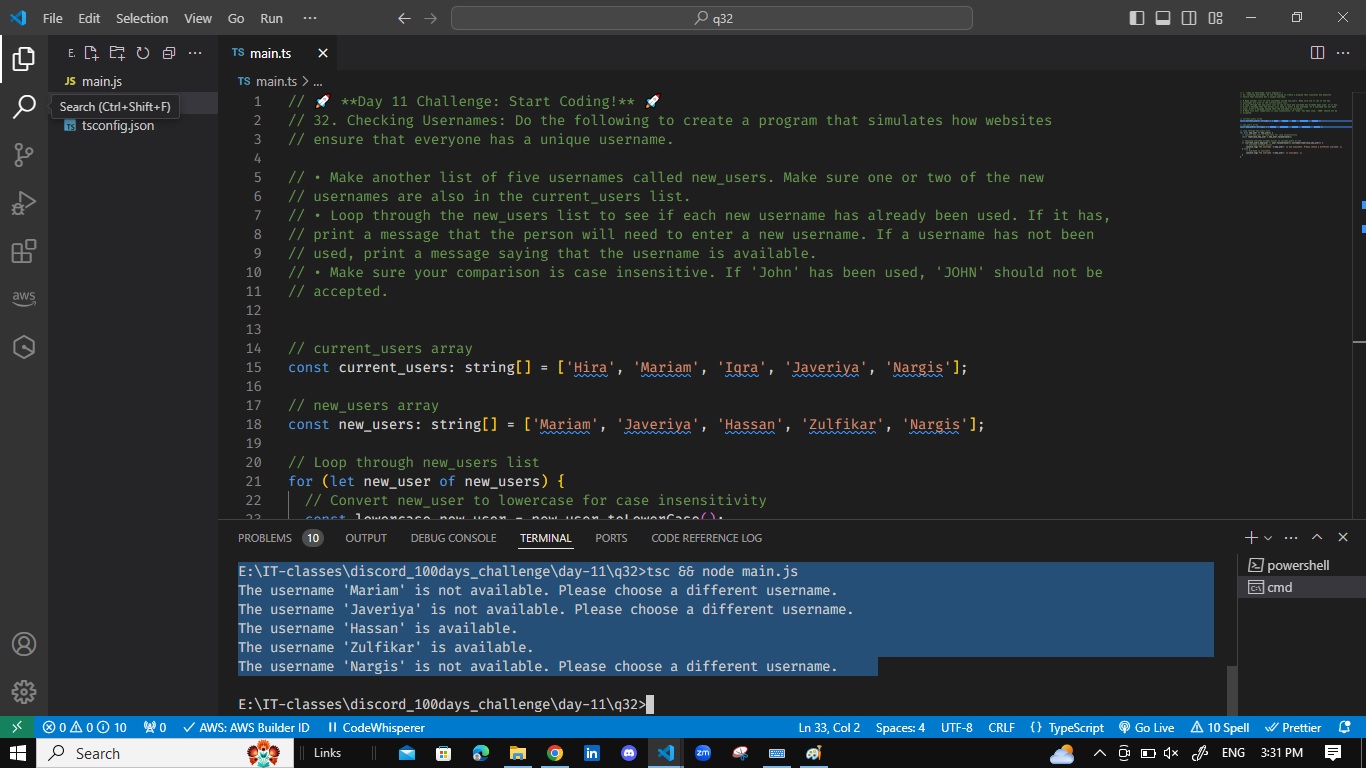 File Edit Selection View Go Run ···
q32
E.
TS main.ts
JS main.js
Search (Ctrl+Shift+F)
TS tsconfig.json
TS main.ts > ...
1 // 🚀 **Day 11 Challenge: Start Coding!** 🚀
2 // 32. Checking Usernames: Do the following to create a program that simulates how websites
3 // ensure that everyone has a unique username.
4
5 // • Make another list of five usernames called new_users. Make sure one or two of the new
6 // usernames are also in the current_users list.
7 // • Loop through the new_users list to see if each new username has already been used. If it has,
8 // print a message that the person will need to enter a new username. If a username has not been
9 // used, print a message saying that the username is available.
10 // • Make sure your comparison is case insensitive. If 'John' has been used, 'JOHN' should not be
11 // accepted.
12
13
14 // current_users array
15 const current_users: string[] = ['Hira', 'Mariam', 'Iqra', 'Javeriya', 'Nargis'];
16
17 // new_users array
18 const new_users: string[] = ['Mariam', 'Javeriya', 'Hassan', 'Zulfikar', 'Nargis'];
19
20 // Loop through new_users list
21 for (let new_user of new_users) {
22 // Convert new_user to lowercase for case insensitivity
23 const lowercase_new_user = new_user.toLowerCase();
aws
PROBLEMS 10 OUTPUT DEBUG CONSOLE TERMINAL PORTS CODE REFERENCE LOG
E:\IT-classes\discord_100days_challenge\day-11\q32>tsc && node main.js
The username 'Mariam' is not available. Please choose a different username.
The username 'Javeriya' is not available. Please choose a different username.
The username 'Hassan' is available.
The username 'Zulfikar' is available.
The username 'Nargis' is not available. Please choose a different username.
E:\IT-classes\discord_100days_challenge\day-11\q32>
powershell
cmd
0 0 10 0 AWS: AWS Builder ID CodeWhisperer Ln 33, Col 2 Spaces: 4 UTF-8 CRLF {} TypeScript Go Live 10 Spell Prettier
Search Links in zm ENG 3:31 PM